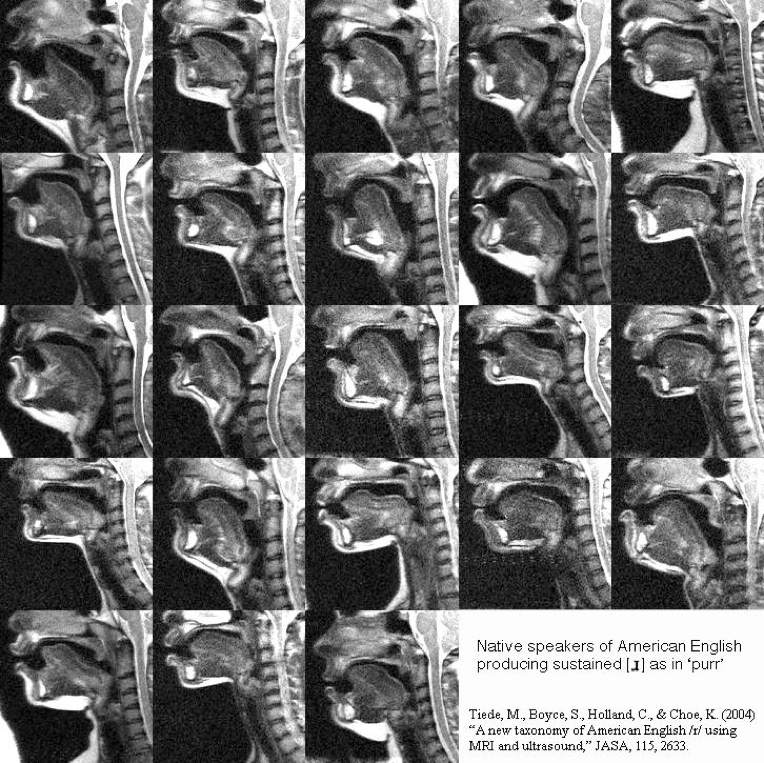 Native speakers of American English
producing sustained [ɹ] as in ‘purr’
Tiede, M., Boyce, S., Holland, C., & Choe, K. (2004)
“A new taxonomy of American English /r/ using
MRI and ultrasound,” JASA, 115, 2633.